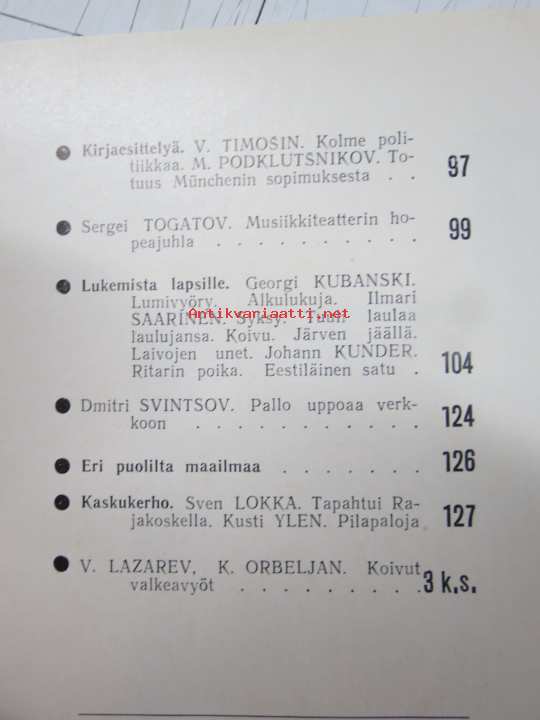 ● Kirjaesittelyä. V. TIMOŠIN. Kolme poli-
tiikkaa. M. PODKLUTSNIKOV. To-
tuus Münchenin sopimuksesta . . 97
● Sergei TOGATOV. Musiikkiteatterin ho-
peajuhla . . . . . . . . . 99
● Lukemista lapsille. Georgi KUBANSKI.
Lumivyöry. Alkulukuja. Ilmari
SAARINEN. Syksy. Tuuli laulaa
laulujansa. Koivu. Järven jäällä.
Laivojen unet. Johann KUNDER.
Ritarin poika. Eestiläinen satu . 104
Antikvariaatti.net
● Dmitri SVINTSOV. Pallo uppoaa verk-
koon . . . . . . . . . . . 124
● Eri puolilta maailmaa . . . . . . 126
● Kaskukerho. Sven LOKKA. Tapahtui Ra-
jakoskella. Kusti YLEN. Pilapaloja 127
● V. LAZAREV, K. ORBELJAN. Koivut
valkeavyöt . . . . . . . . . 3 k.s.